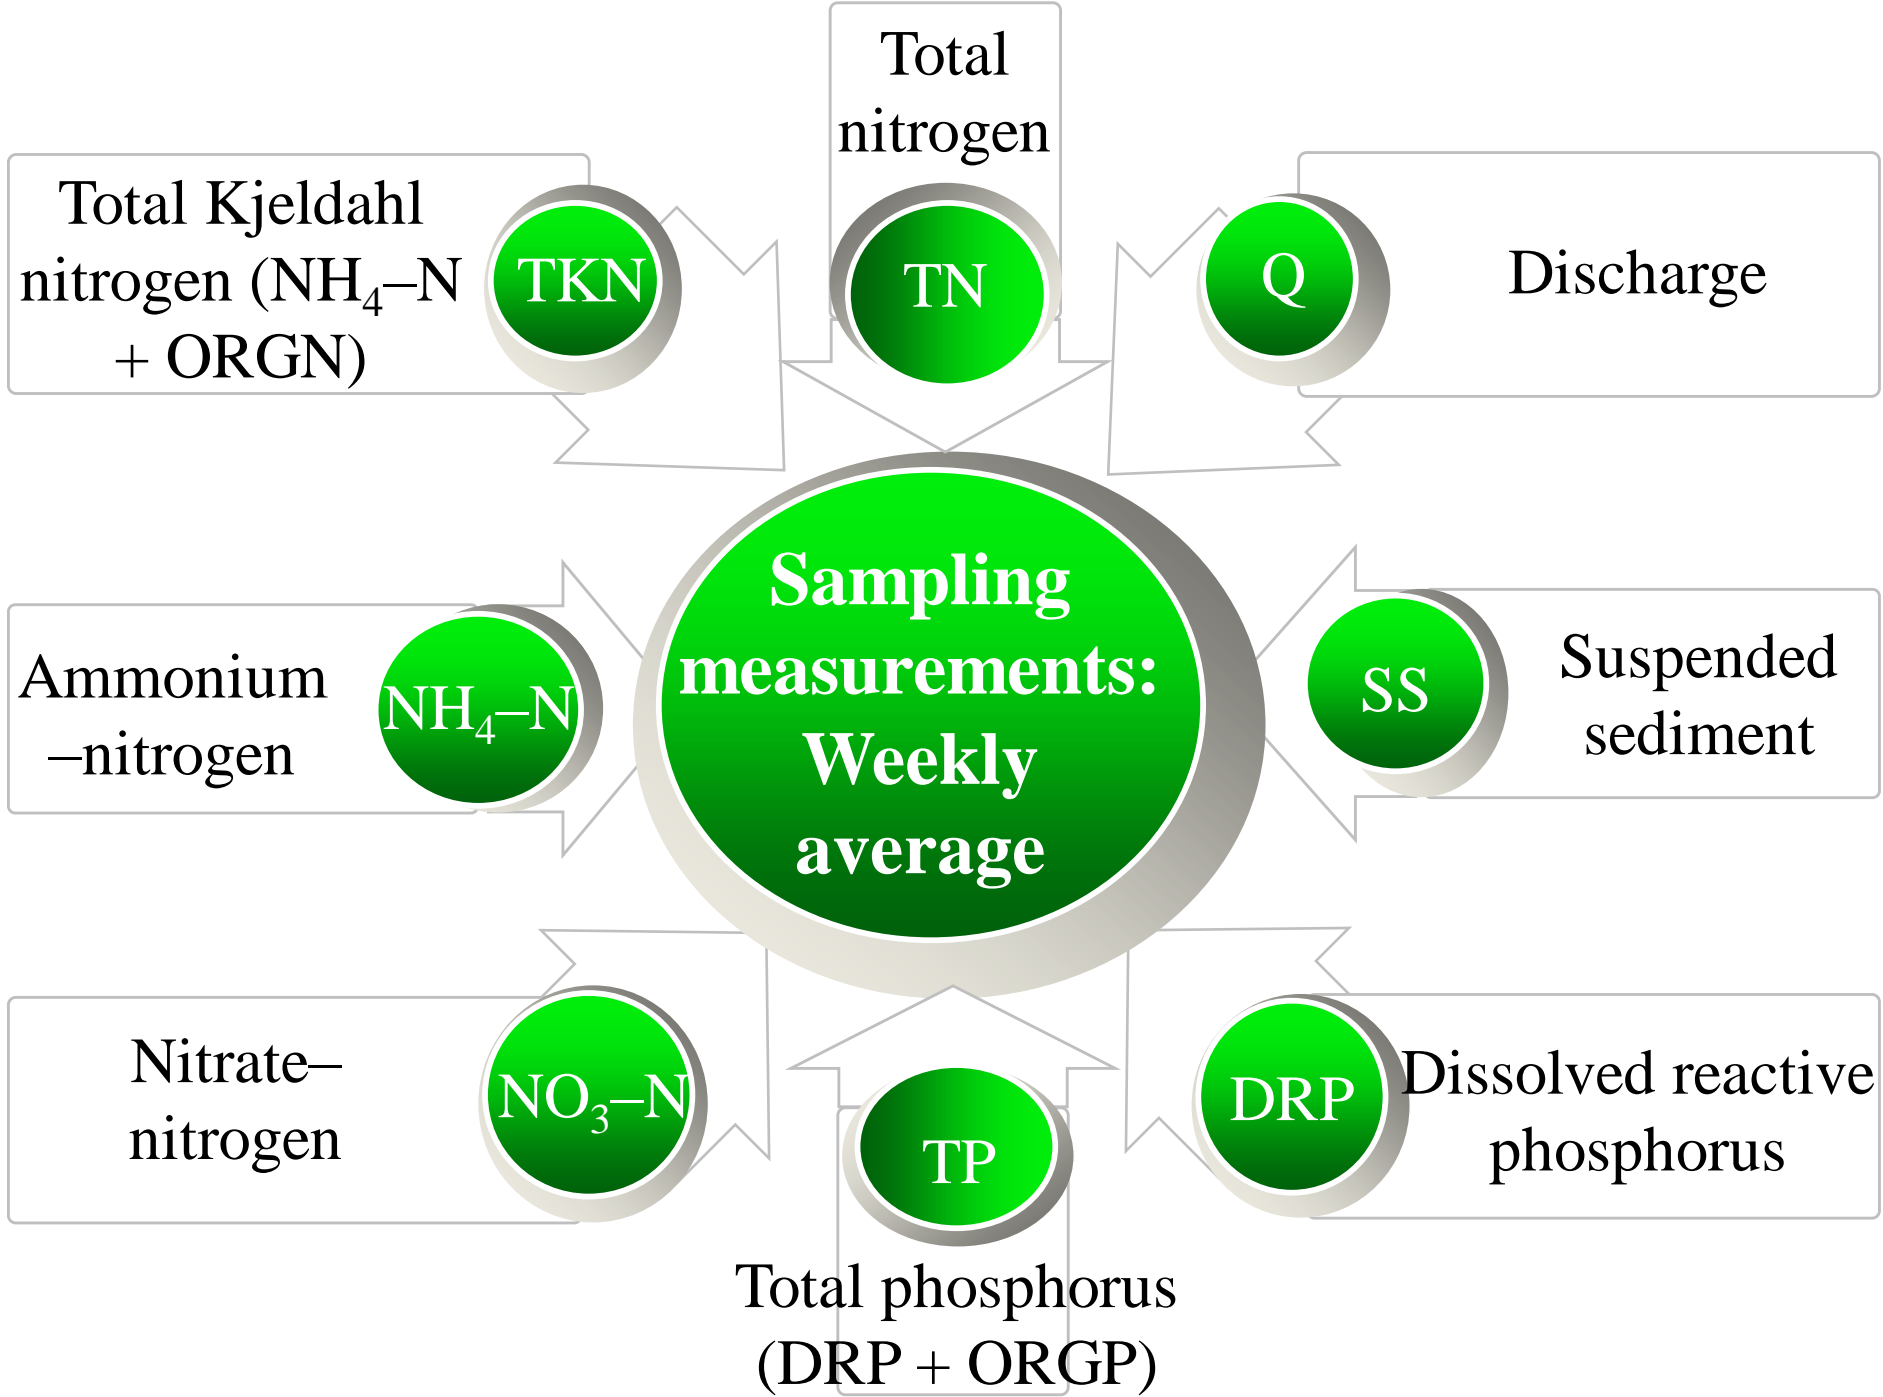 Total
nitrogen
TN
Total Kjeldahl
nitrogen (NH₄–N
+ ORGN)
TKN
Q
Discharge
Sampling
measurements:
Weekly
average
Ammonium
–nitrogen
NH₄–N
SS
Suspended
sediment
Nitrate–
nitrogen
NO₃–N
TP
Total phosphorus
(DRP + ORGP)
DRP
Dissolved reactive
phosphorus